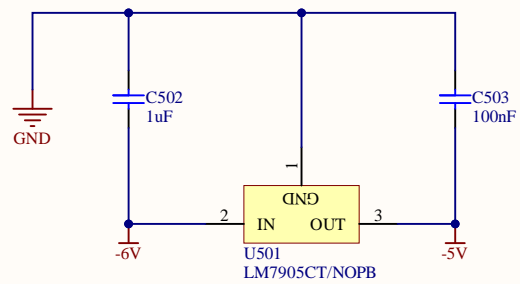 C502
1uF
C503
100nF
GND
1
GND
2
IN
OUT
3
-6V
-5V
U501
LM7905CT/NOPB